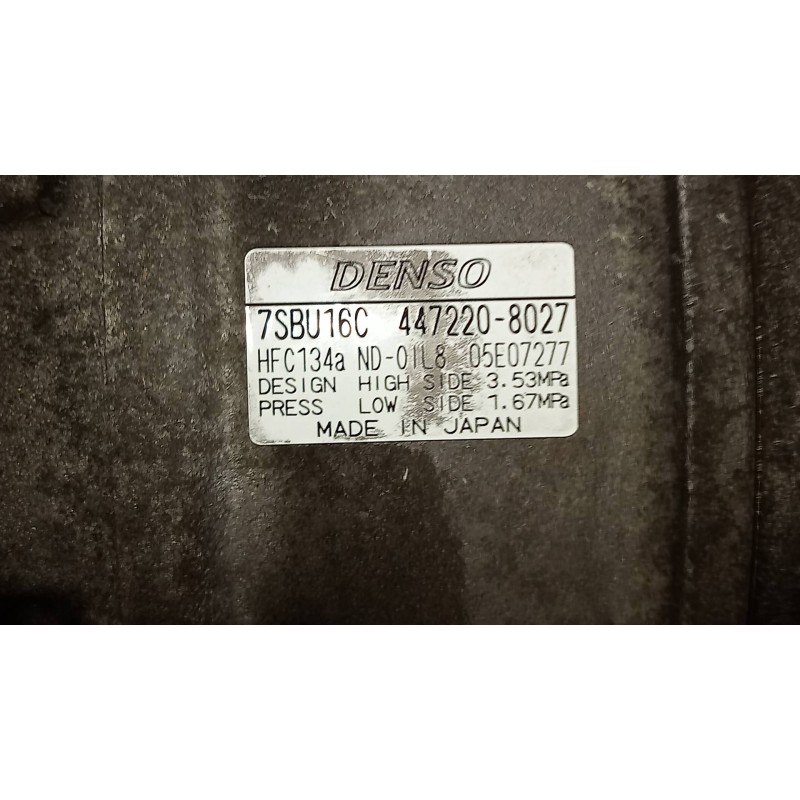 DENSO
7SBU16C 447220-8027
HFC134a ND-OIL8 05E07277
DESIGN HIGH SIDE 3.53MPa
PRESS LOW SIDE 1.67MPa
MADE IN JAPAN